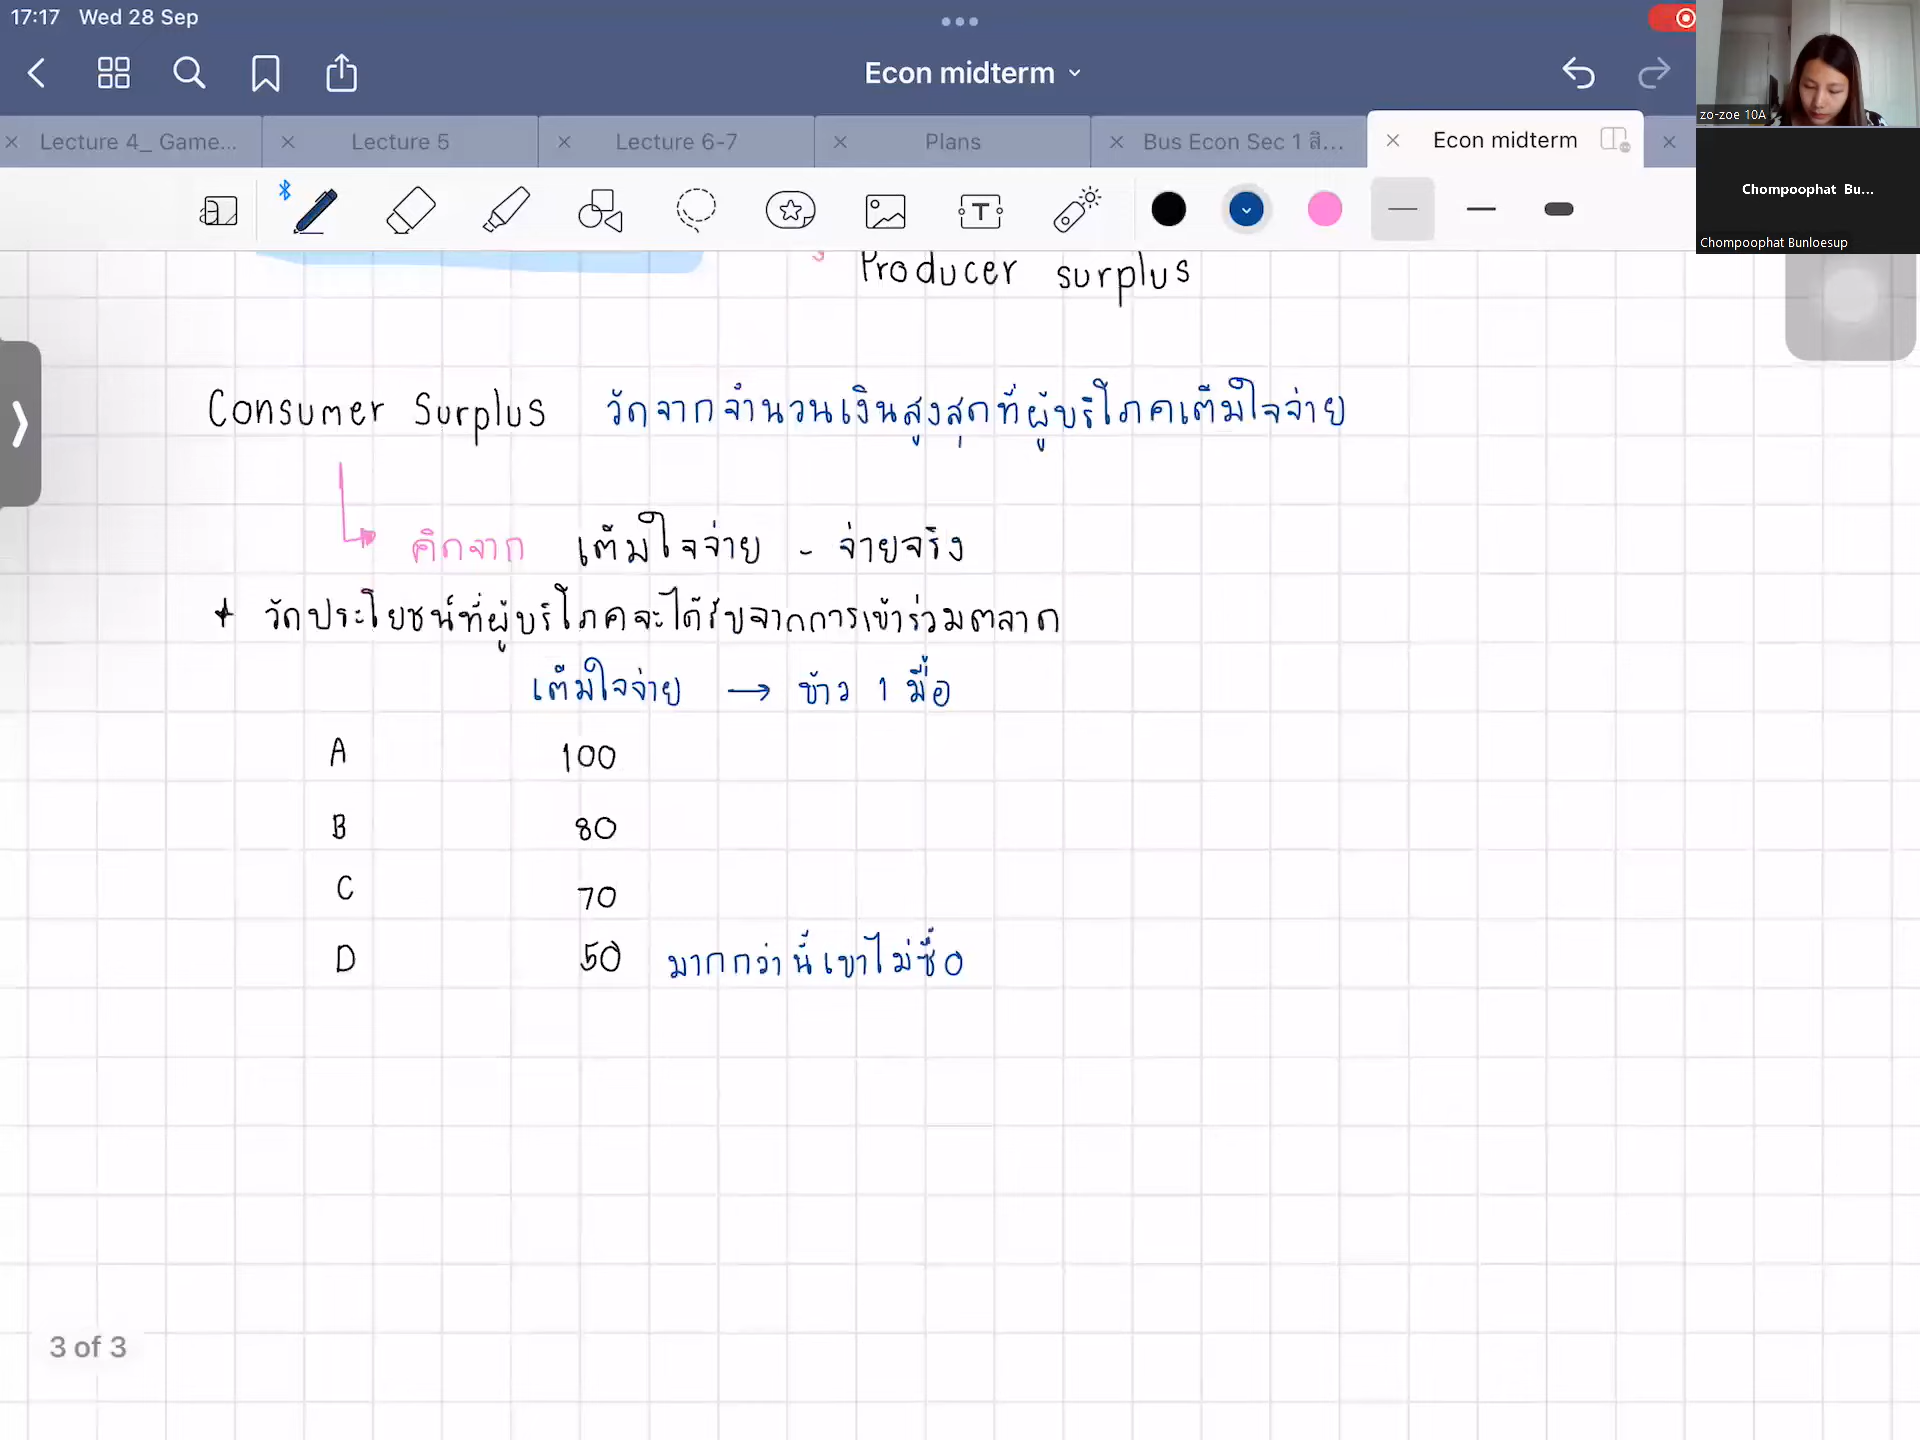 17:17 Wed 28 Sep
Econ midterm
Lecture 4_ Game...
Lecture 5
Lecture 6-7
Plans
Bus Econ Sec 1 สิ...
Econ midterm
zo-zoe 10A
Chompoophat Bu...
Chompoophat Bunloesup
Producer surplus
Consumer Surplus วัดจากจำนวนเงินสูงสุดที่ผู้บริโภคเต็มใจจ่าย
คิดจาก เต็มใจจ่าย - จ่ายจริง
* วัดประโยชน์ที่ผู้บริโภคจะได้รับจากการเข้าร่วมตลาด
เต็มใจจ่าย → ข้าว 1 มื้อ
A 100
B 80
C 70
D 50 มากกว่านี้เขาไม่ซื้อ
3 of 3